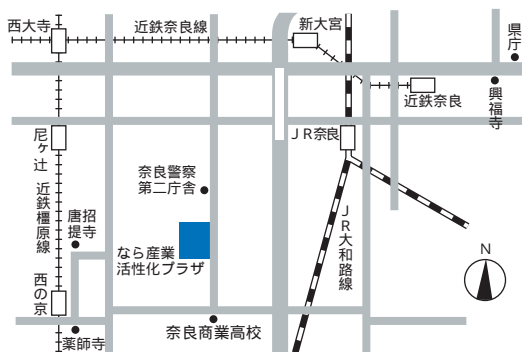 西大寺
近鉄奈良線
新大宮
県庁
近鉄奈良
興福寺
尼ヶ辻
JR奈良
奈良警察
第二庁舎
近鉄橿原線
唐招
提寺
なら産業
活性化プラザ
JR大和路線
N
西の京
奈良商業高校
薬師寺